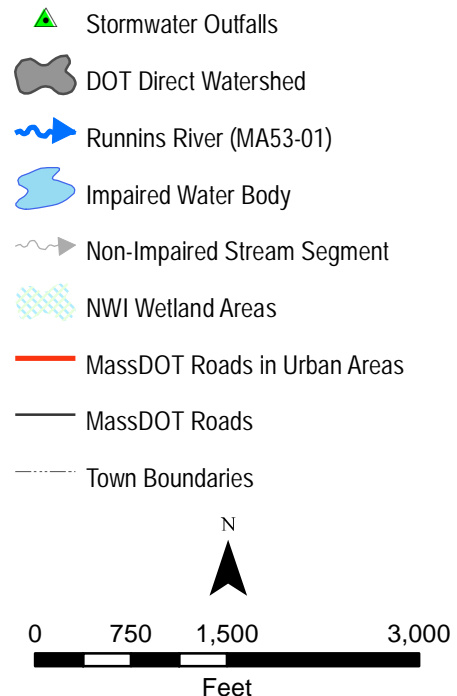 Stormwater Outfalls
DOT Direct Watershed
Runnins River (MA53-01)
Impaired Water Body
Non-Impaired Stream Segment
NWI Wetland Areas
MassDOT Roads in Urban Areas
MassDOT Roads
Town Boundaries
N
0 750 1,500 3,000
Feet